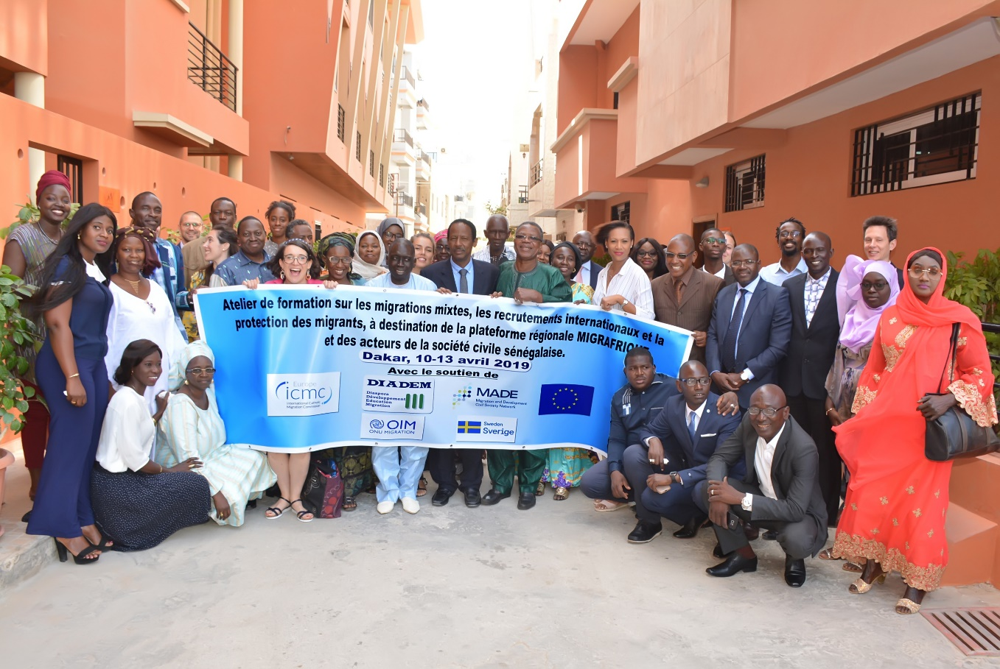 Atelier de formation sur les migrations mixtes, les recrutements internationaux et la
protection des migrants, à destination de la plateforme régionale MIGRAFRIQUE
et des acteurs de la société civile sénégalaise.
Dakar, 10-13 avril 2019
Avec le soutien de
Europe
icmc
International Catholic
Migration Commission
DIADEM
Diaspora
Développement
Education
Migration
MADE
Migration and Development
Civil Society Network
OIM
ONU MIGRATION
Sweden
Sverige